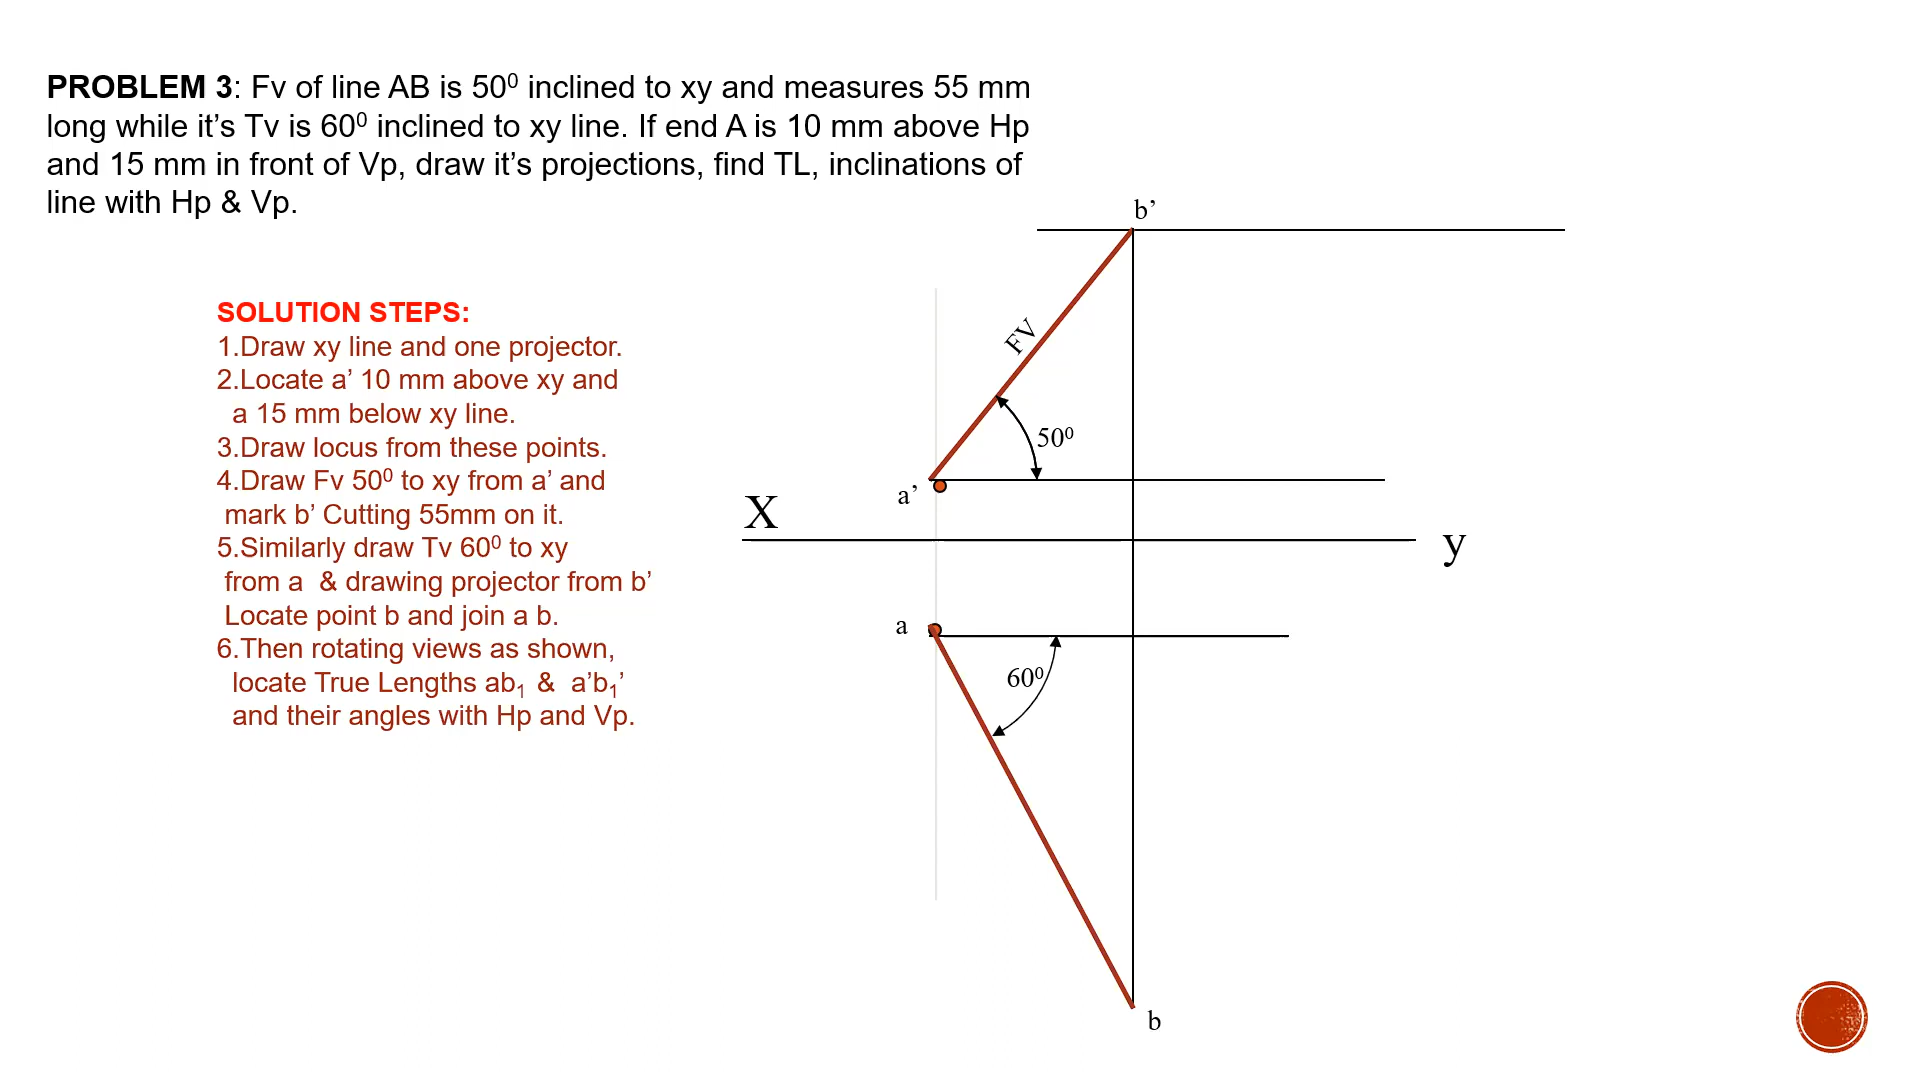 PROBLEM 3: Fv of line AB is 50⁰ inclined to xy and measures 55 mm
long while it’s Tv is 60⁰ inclined to xy line. If end A is 10 mm above Hp
and 15 mm in front of Vp, draw it’s projections, find TL, inclinations of
line with Hp & Vp.
SOLUTION STEPS:
1.Draw xy line and one projector.
2.Locate a’ 10 mm above xy and
a 15 mm below xy line.
3.Draw locus from these points.
4.Draw Fv 50⁰ to xy from a’ and
mark b’ Cutting 55mm on it.
5.Similarly draw Tv 60⁰ to xy
from a & drawing projector from b’
Locate point b and join a b.
6.Then rotating views as shown,
locate True Lengths ab₁ & a’b₁’
and their angles with Hp and Vp.
b’
FV
50⁰
a’
X
y
a
60⁰
b